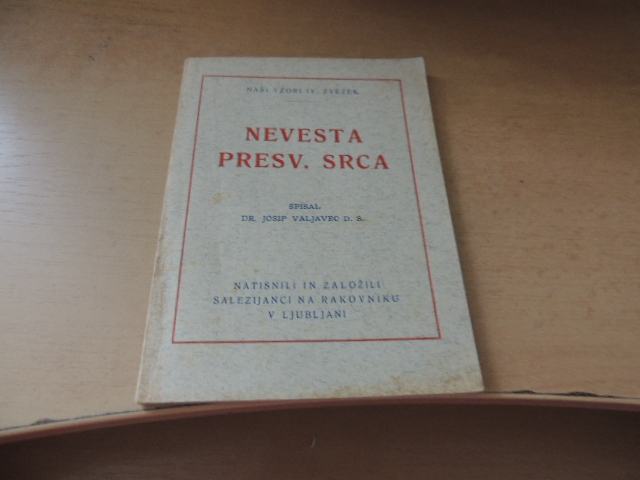 NAŠI VZORI IV. ZVEZEK
NEVESTA
PRESV. SRCA
SPISAL
DR. JOSIP VALJAVEC D. S.
NATISNILI IN ZALOŽILI
SALEZIJANCI NA RAKOVNIKU
V LJUBLJANI